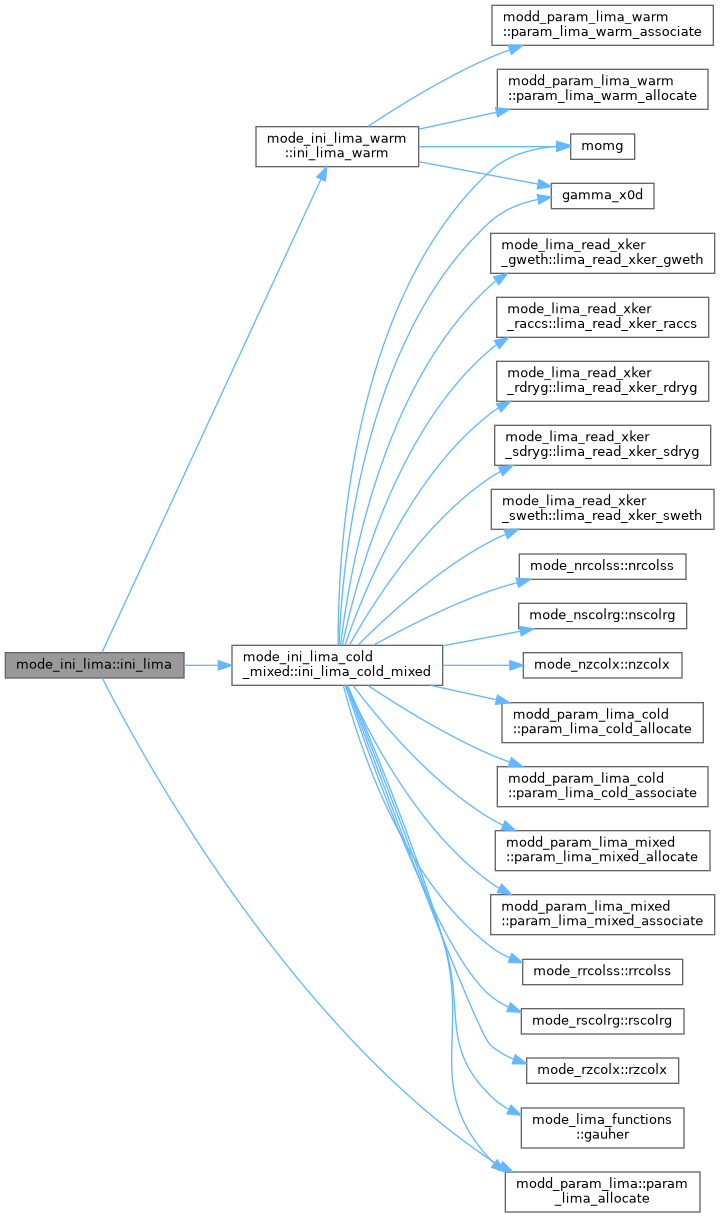 modd_param_lima_warm
::param_lima_warm_associate
modd_param_lima_warm
::param_lima_warm_allocate
mode_ini_lima_warm
::ini_lima_warm
momg
gamma_x0d
mode_lima_read_xker
_gweth::lima_read_xker_gweth
mode_lima_read_xker
_raccs::lima_read_xker_raccs
mode_lima_read_xker
_rdryg::lima_read_xker_rdryg
mode_lima_read_xker
_sdryg::lima_read_xker_sdryg
mode_lima_read_xker
_sweth::lima_read_xker_sweth
mode_nrcolss::nrcolss
mode_nscolrg::nscolrg
mode_ini_lima::ini_lima
mode_ini_lima_cold
_mixed::ini_lima_cold_mixed
mode_nzcolx::nzcolx
modd_param_lima_cold
::param_lima_cold_allocate
modd_param_lima_cold
::param_lima_cold_associate
modd_param_lima_mixed
::param_lima_mixed_allocate
modd_param_lima_mixed
::param_lima_mixed_associate
mode_rrcolss::rrcolss
mode_rscolrg::rscolrg
mode_rzcolx::rzcolx
mode_lima_functions
::gauher
modd_param_lima::param
_lima_allocate